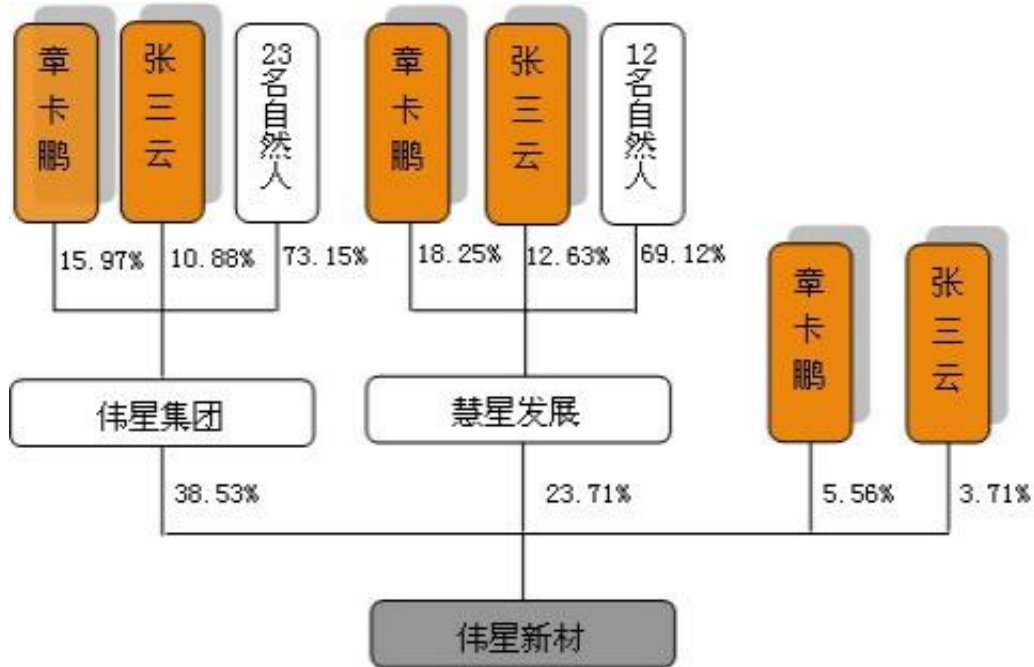 章卡鹏
张三云
23名自然人
章卡鹏
张三云
12名自然人
15.97%
10.88%
73.15%
18.25%
12.63%
69.12%
章卡鹏
张三云
伟星集团
慧星发展
38.53%
23.71%
5.56%
3.71%
伟星新材